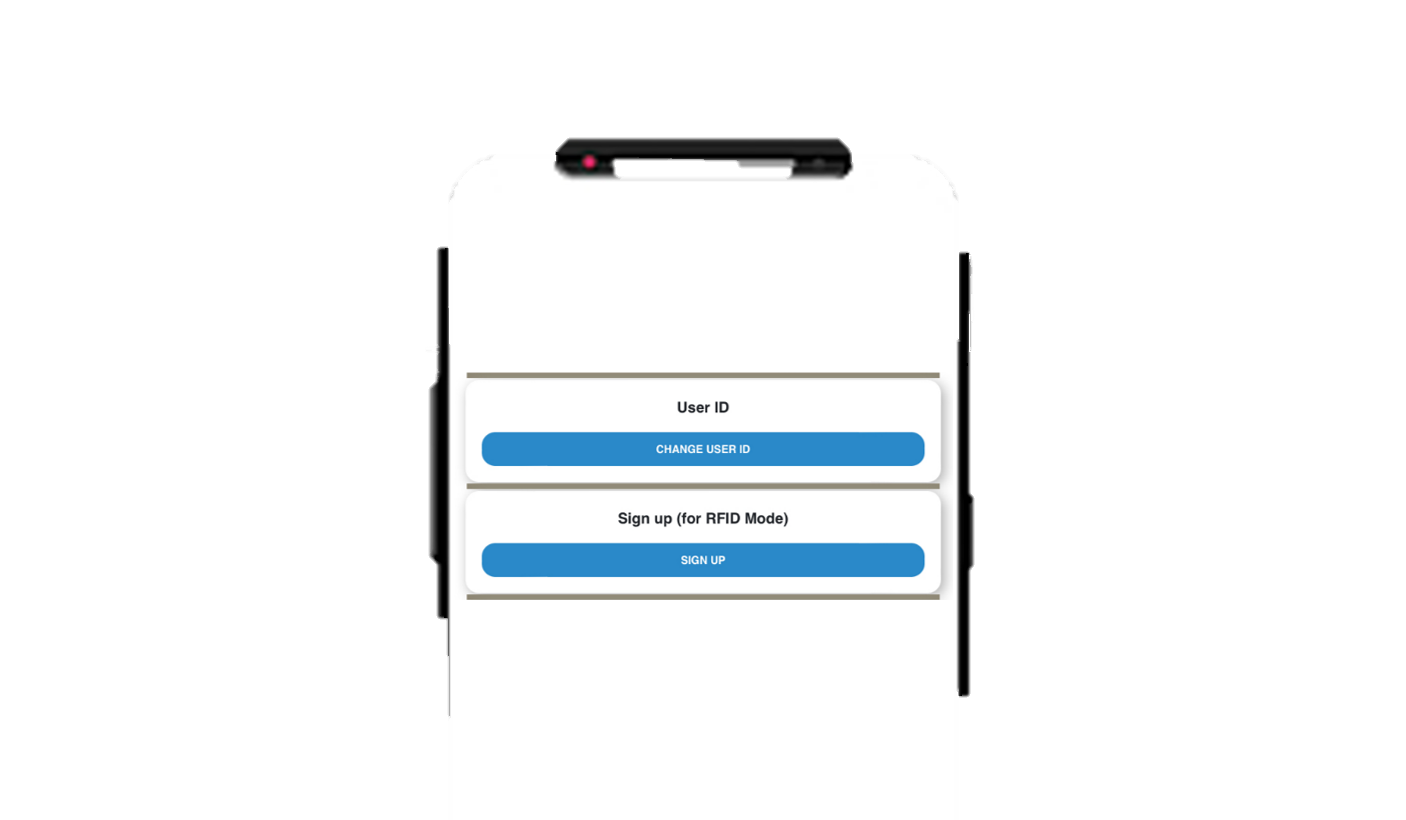 User ID
CHANGE USER ID
Sign up (for RFID Mode)
SIGN UP